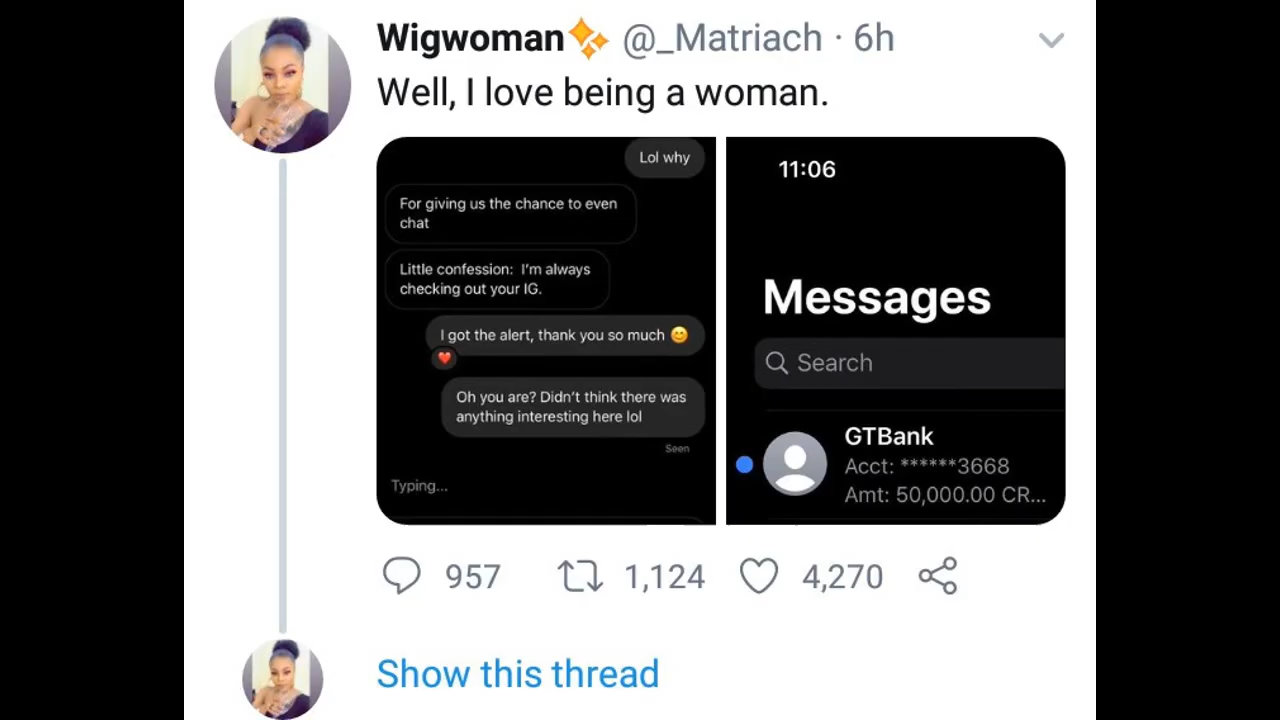 Wigwoman✨ @_Matriach · 6h
Well, I love being a woman.
Lol why
For giving us the chance to even
chat
Little confession: I'm always
checking out your IG.
I got the alert, thank you so much 😊
❤️
Oh you are? Didn't think there was
anything interesting here lol
Seen
Typing...
11:06
Messages
Search
GTBank
Acct: ******3668
Amt: 50,000.00 CR...
957 1,124 4,270
Show this thread